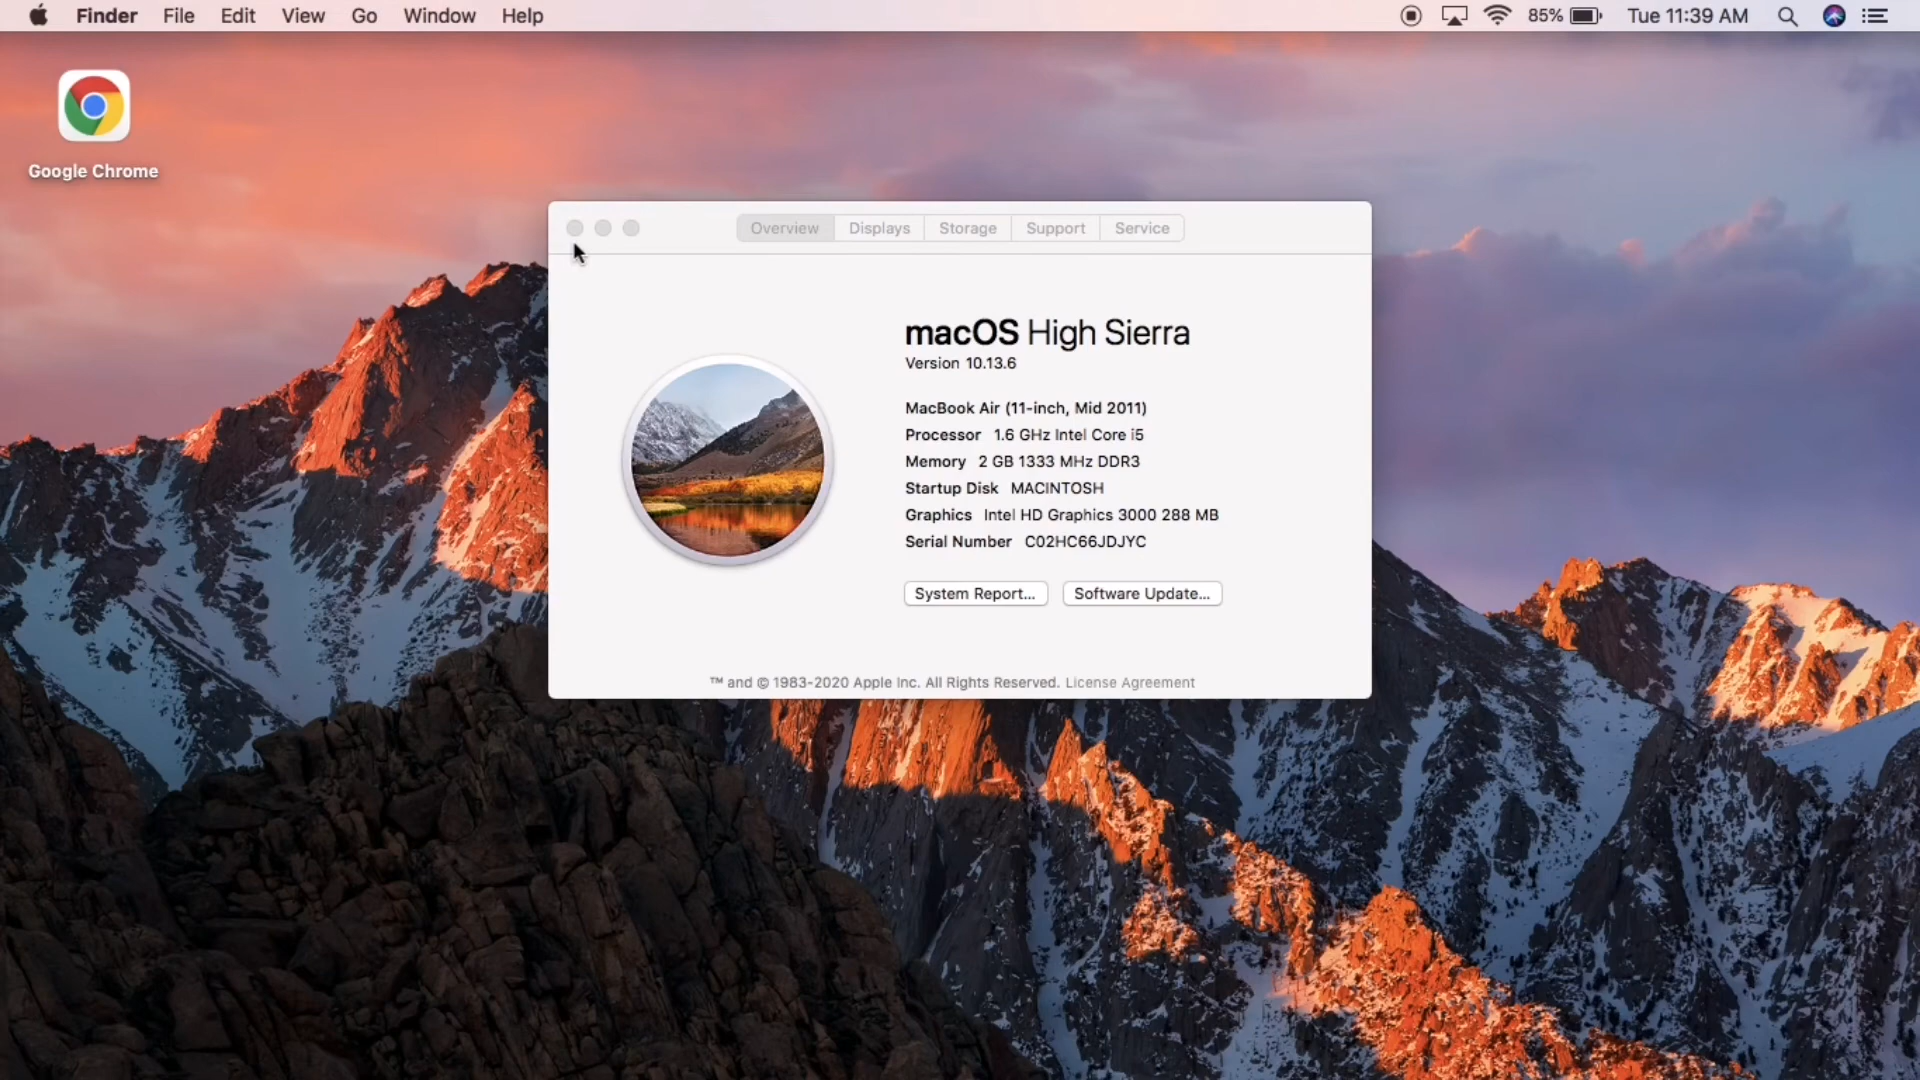 Finder File Edit View Go Window Help 85% Tue 11:39 AM
Google Chrome
Overview Displays Storage Support Service
macOS High Sierra
Version 10.13.6
MacBook Air (11-inch, Mid 2011)
Processor 1.6 GHz Intel Core i5
Memory 2 GB 1333 MHz DDR3
Startup Disk MACINTOSH
Graphics Intel HD Graphics 3000 288 MB
Serial Number C02HC66JDJYC
System Report... Software Update...
™ and © 1983-2020 Apple Inc. All Rights Reserved. License Agreement